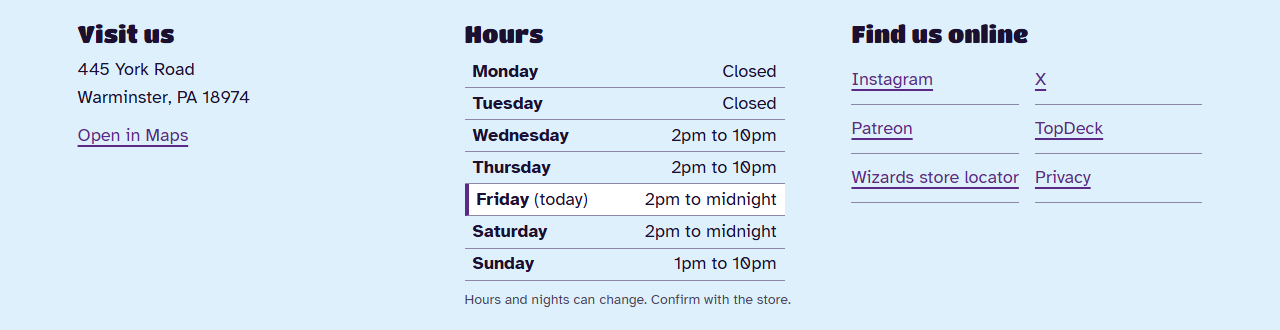 Visit us
445 York Road
Warminster, PA 18974
Open in Maps
Hours
Monday Closed
Tuesday Closed
Wednesday 2pm to 10pm
Thursday 2pm to 10pm
Friday (today) 2pm to midnight
Saturday 2pm to midnight
Sunday 1pm to 10pm
Hours and nights can change. Confirm with the store.
Find us online
Instagram X
Patreon TopDeck
Wizards store locator Privacy